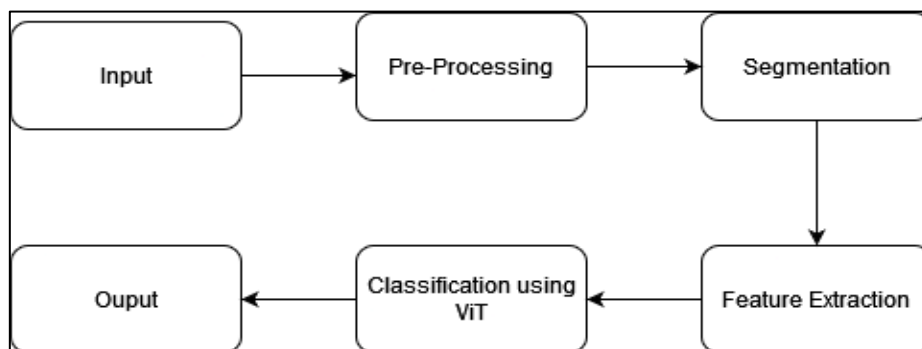 Input
Pre-Processing
Segmentation
Feature Extraction
Classification using
ViT
Ouput